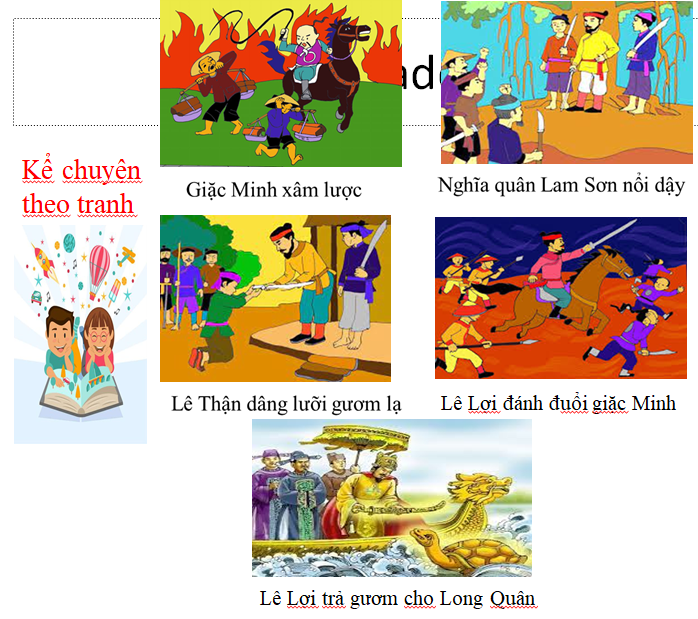 Kể chuyện
theo tranh
Giặc Minh xâm lược
Nghĩa quân Lam Sơn nổi dậy
Lê Thận dâng lưỡi gươm lạ
Lê Lợi đánh đuổi giặc Minh
Lê Lợi trả gươm cho Long Quân